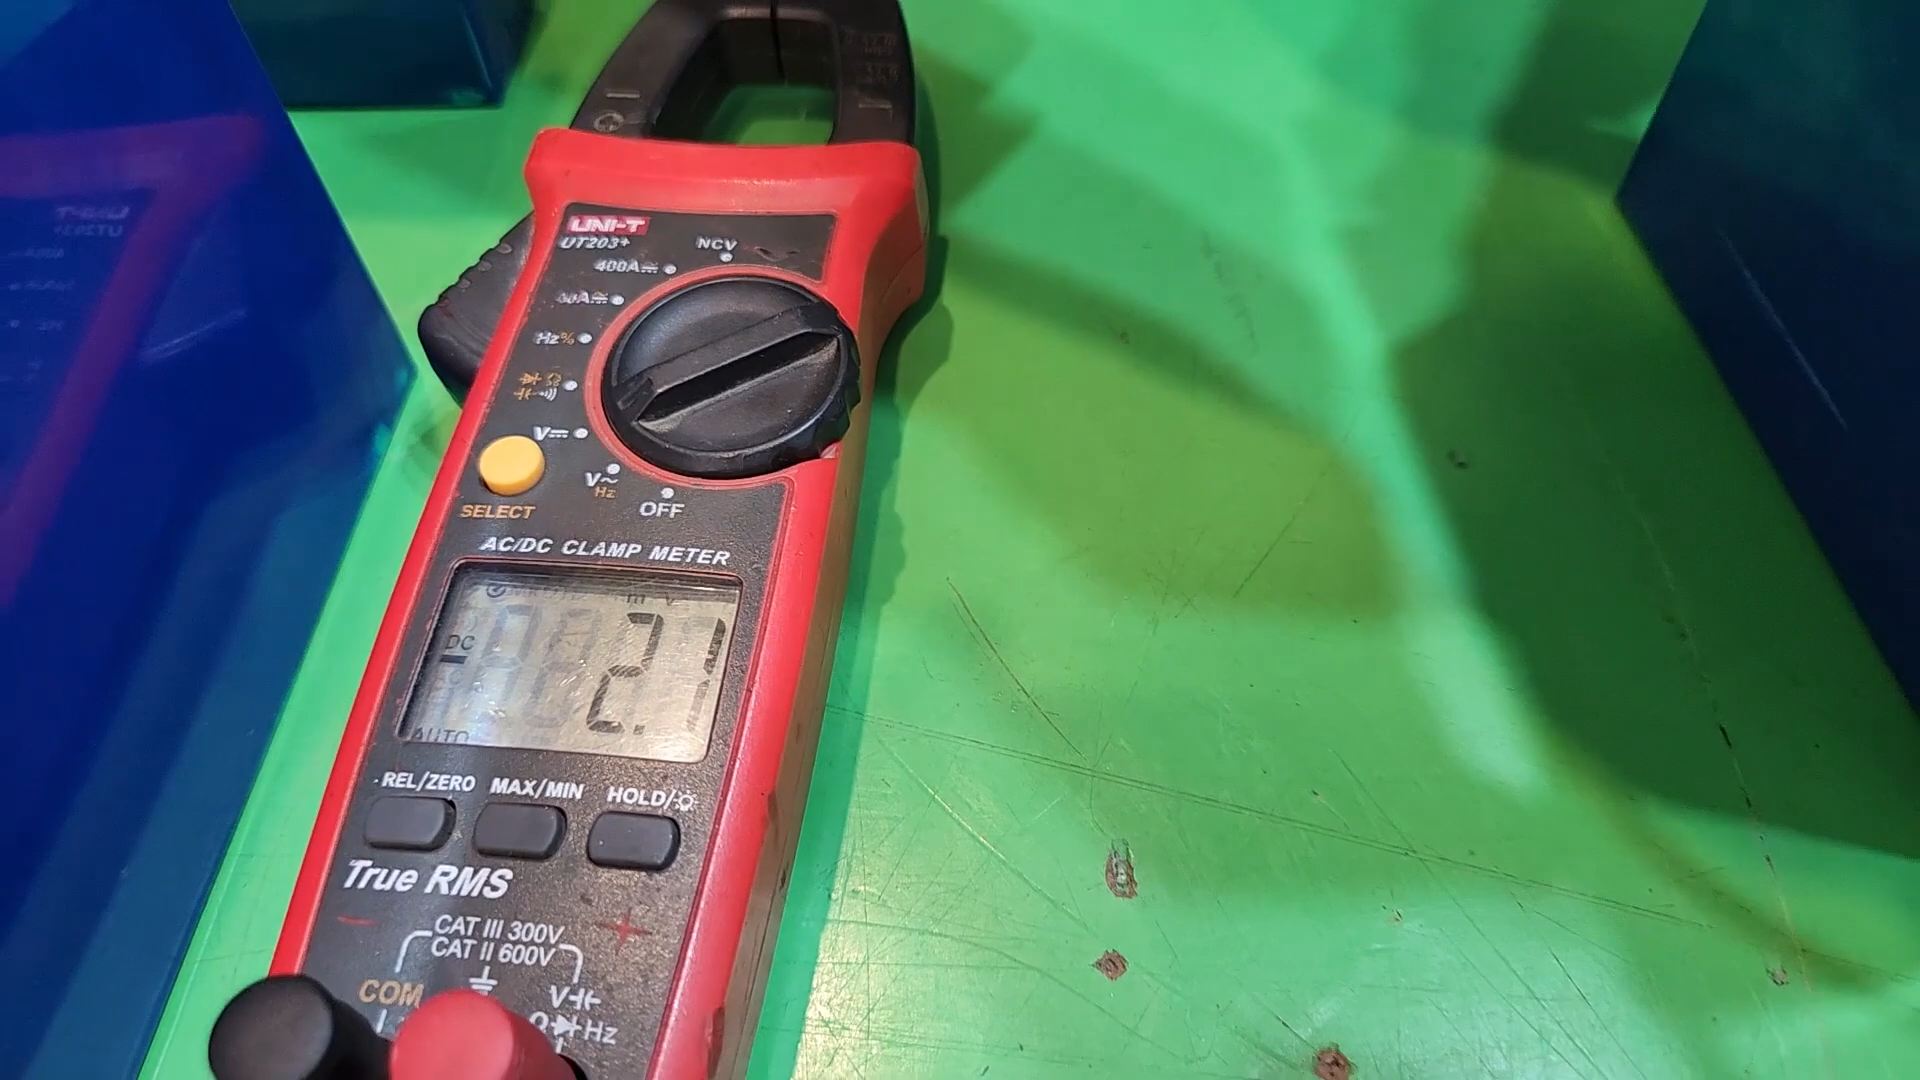 UNI-T
UT203+
NCV
400A
40A
Hz%
V
V~
Hz
OFF
SELECT
AC/DC CLAMP METER
m V
DC
2.7
AUTO
REL/ZERO MAX/MIN HOLD/
True RMS
CAT III 300V
CAT II 600V
COM
V
Ω Hz